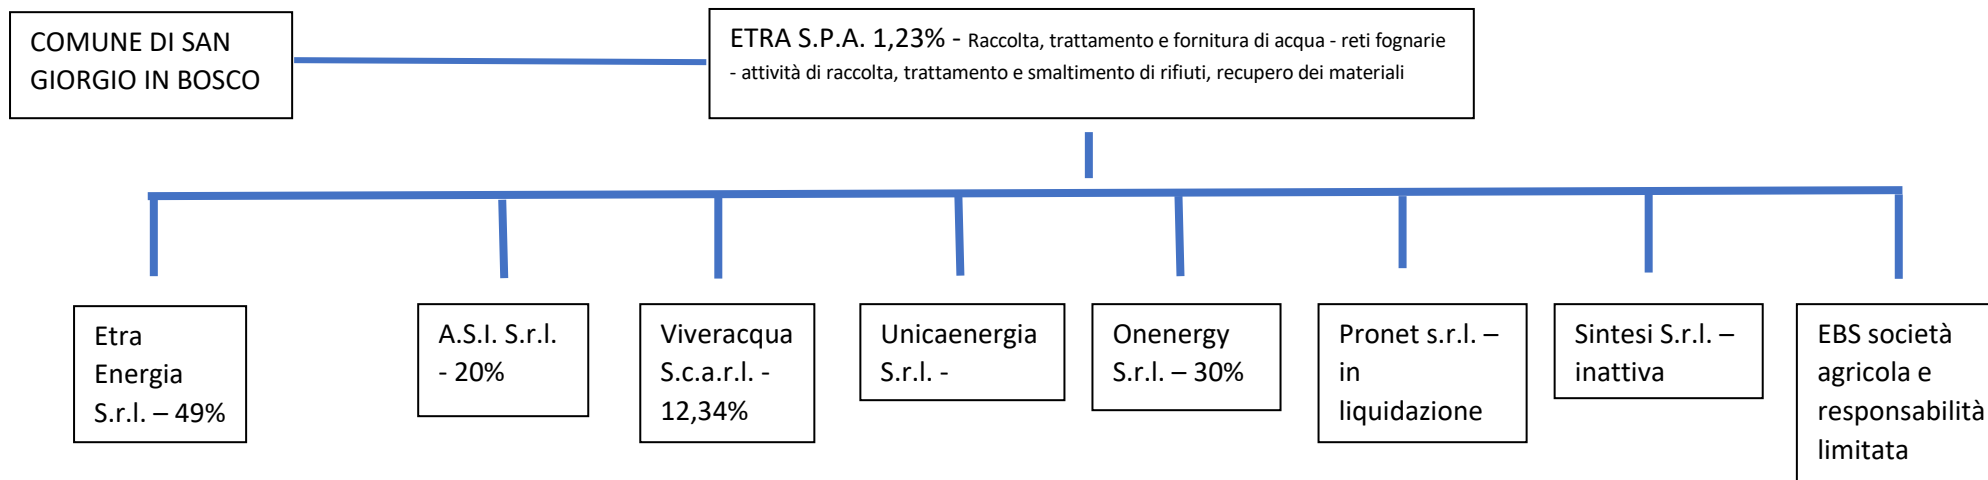 COMUNE DI SAN
GIORGIO IN BOSCO
ETRA S.P.A. 1,23% - Raccolta, trattamento e fornitura di acqua - reti fognarie
- attività di raccolta, trattamento e smaltimento di rifiuti, recupero dei materiali
Etra
Energia
S.r.l. – 49%
A.S.I. S.r.l.
- 20%
Viveracqua
S.c.a.r.l. -
12,34%
Unicaenergia
S.r.l. -
Onenergy
S.r.l. – 30%
Pronet s.r.l. –
in
liquidazione
Sintesi S.r.l. –
inattiva
EBS società
agricola e
responsabilità
limitata